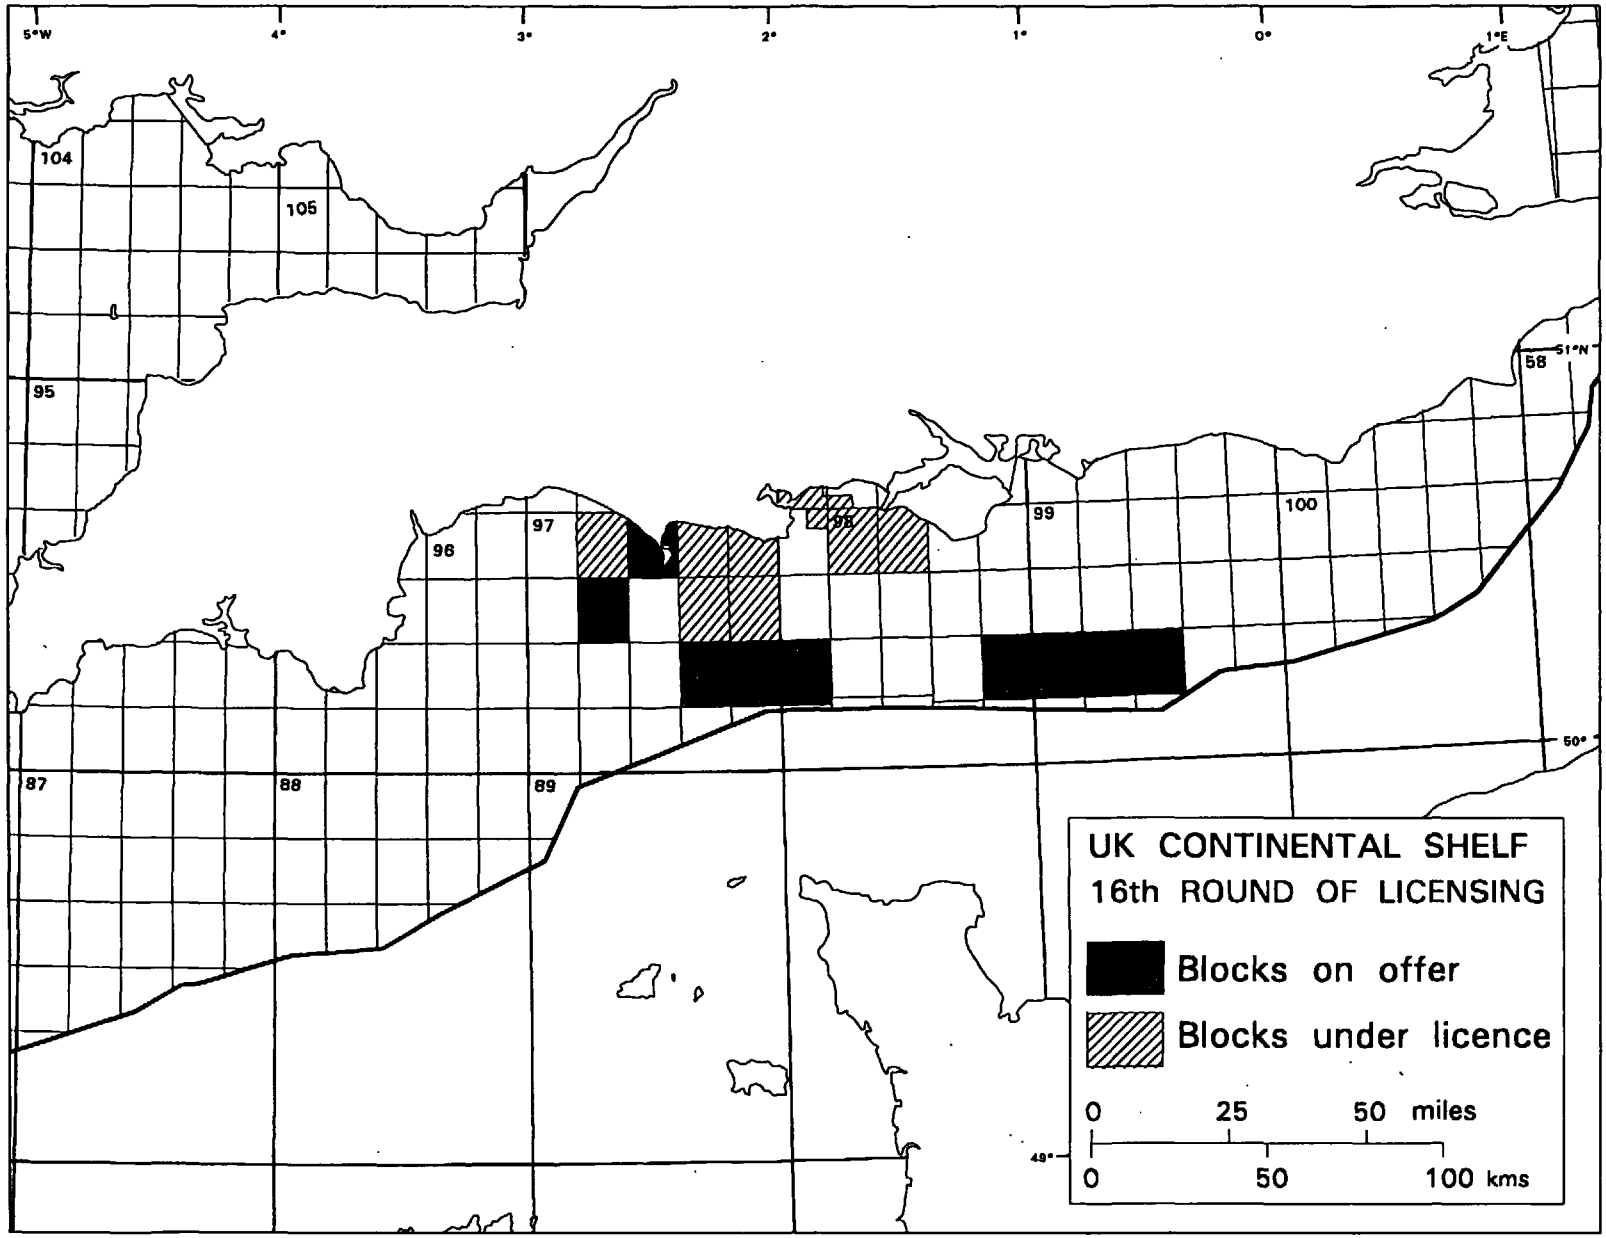 5°W 4° 3° 2° 1° 0° 1°E
104
105
51°N
58
95
100
99
98
97
96
50°
87 88 89
UK CONTINENTAL SHELF
16th ROUND OF LICENSING
Blocks on offer
Blocks under licence
0 25 50 miles
0 50 100 kms
49°